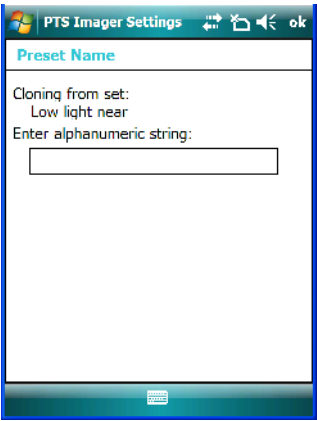 PTS Imager Settings ok
Preset Name
Cloning from set:
Low light near
Enter alphanumeric string: